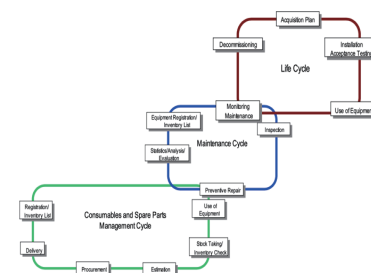 Acquisition Plan
Decommissioning
Installation
Acceptance Testing
Life Cycle
Monitoring
Maintenance
Use of Equipment
Equipment Registration/
Inventory List
Inspection
Maintenance Cycle
Statistics/Analysis/
Evaluation
Preventive Repair
Registration/
Inventory List
Consumables and Spare Parts
Management Cycle
Use of
Equipment
Delivery
Stock Taking/
Inventory Check
Procurement
Estimation